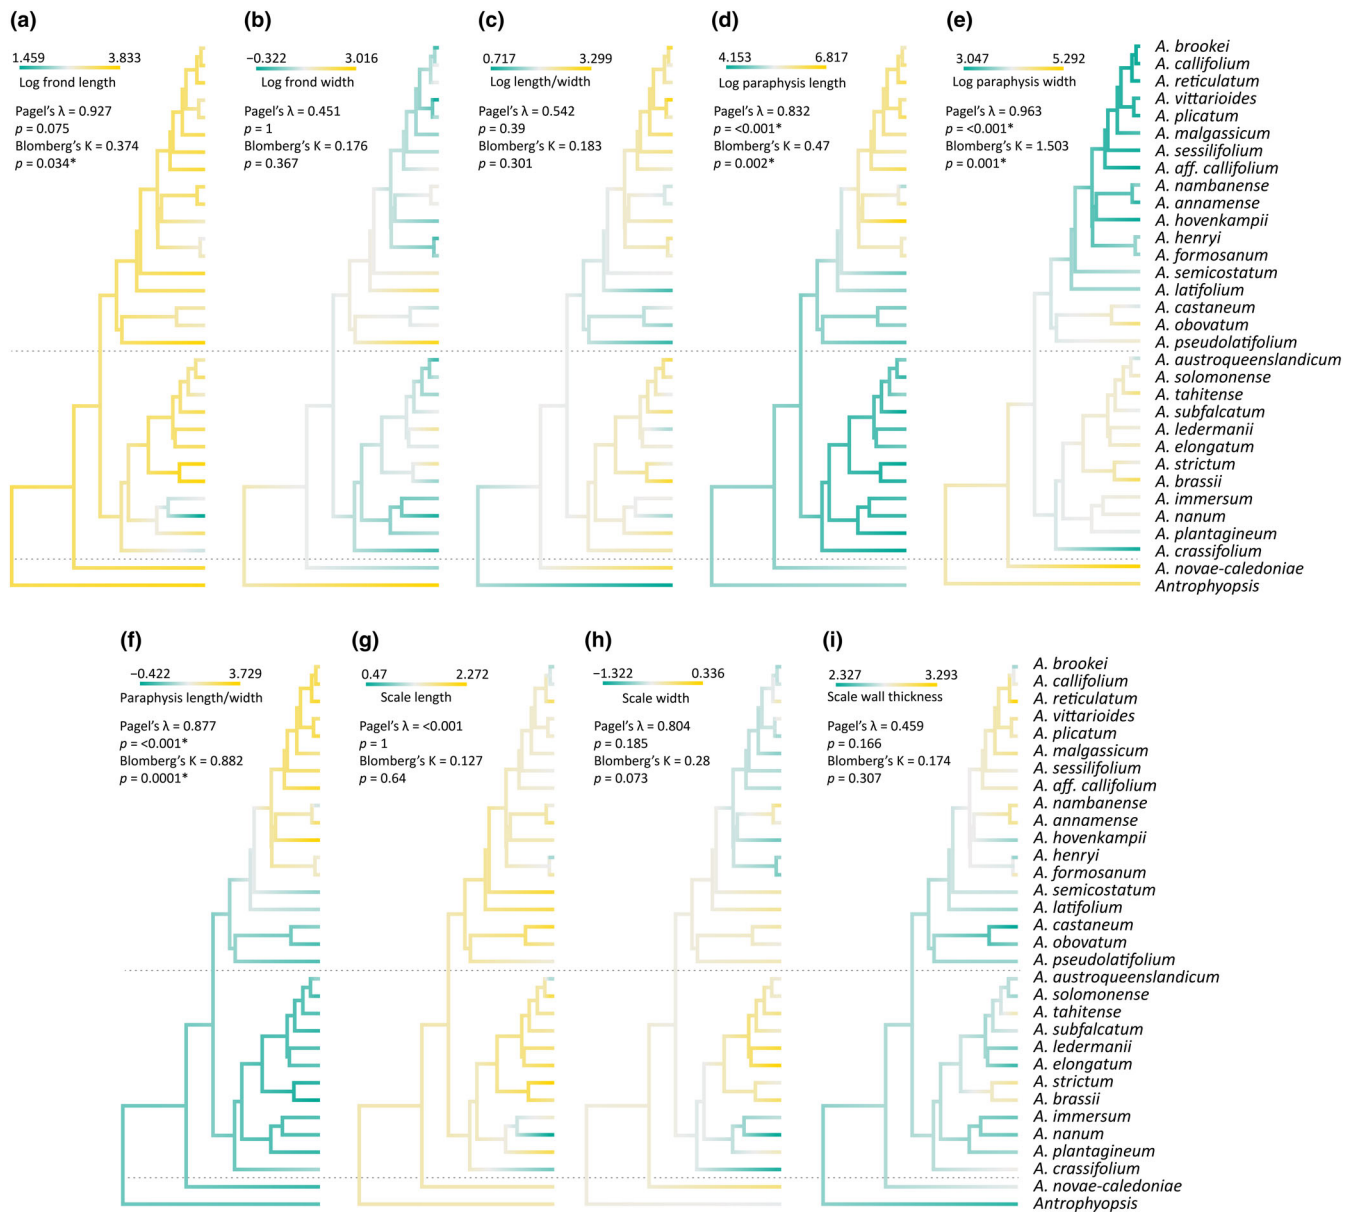 (a)
1.459 3.833
Log frond length
Pagel's λ = 0.927
p = 0.075
Blomberg's K = 0.374
p = 0.034*
(b)
−0.322 3.016
Log frond width
Pagel's λ = 0.451
p = 1
Blomberg's K = 0.176
p = 0.367
(c)
0.717 3.299
Log length/width
Pagel's λ = 0.542
p = 0.39
Blomberg's K = 0.183
p = 0.301
(d)
4.153 6.817
Log paraphysis length
Pagel's λ = 0.832
p = <0.001*
Blomberg's K = 0.47
p = 0.002*
(e)
3.047 5.292
Log paraphysis width
Pagel's λ = 0.963
p = <0.001*
Blomberg's K = 1.503
p = 0.001*
A. brookei
A. callifolium
A. reticulatum
A. vittarioides
A. plicatum
A. malgassicum
A. sessilifolium
A. aff. callifolium
A. nambanense
A. annamense
A. hovenkampii
A. henryi
A. formosanum
A. semicostatum
A. latifolium
A. castaneum
A. obovatum
A. pseudolatifolium
A. austroqueenslandicum
A. solomonense
A. tahitense
A. subfalcatum
A. ledermanii
A. elongatum
A. strictum
A. brassii
A. immersum
A. nanum
A. plantagineum
A. crassifolium
A. novae-caledoniae
Antrophyopsis
(f)
−0.422 3.729
Paraphysis length/width
Pagel's λ = 0.877
p = <0.001*
Blomberg's K = 0.882
p = 0.0001*
(g)
0.47 2.272
Scale length
Pagel's λ = <0.001
p = 1
Blomberg's K = 0.127
p = 0.64
(h)
−1.322 0.336
Scale width
Pagel's λ = 0.804
p = 0.185
Blomberg's K = 0.28
p = 0.073
(i)
2.327 3.293
Scale wall thickness
Pagel's λ = 0.459
p = 0.166
Blomberg's K = 0.174
p = 0.307
A. brookei
A. callifolium
A. reticulatum
A. vittarioides
A. plicatum
A. malgassicum
A. sessilifolium
A. aff. callifolium
A. nambanense
A. annamense
A. hovenkampii
A. henryi
A. formosanum
A. semicostatum
A. latifolium
A. castaneum
A. obovatum
A. pseudolatifolium
A. austroqueenslandicum
A. solomonense
A. tahitense
A. subfalcatum
A. ledermanii
A. elongatum
A. strictum
A. brassii
A. immersum
A. nanum
A. plantagineum
A. crassifolium
A. novae-caledoniae
Antrophyopsis